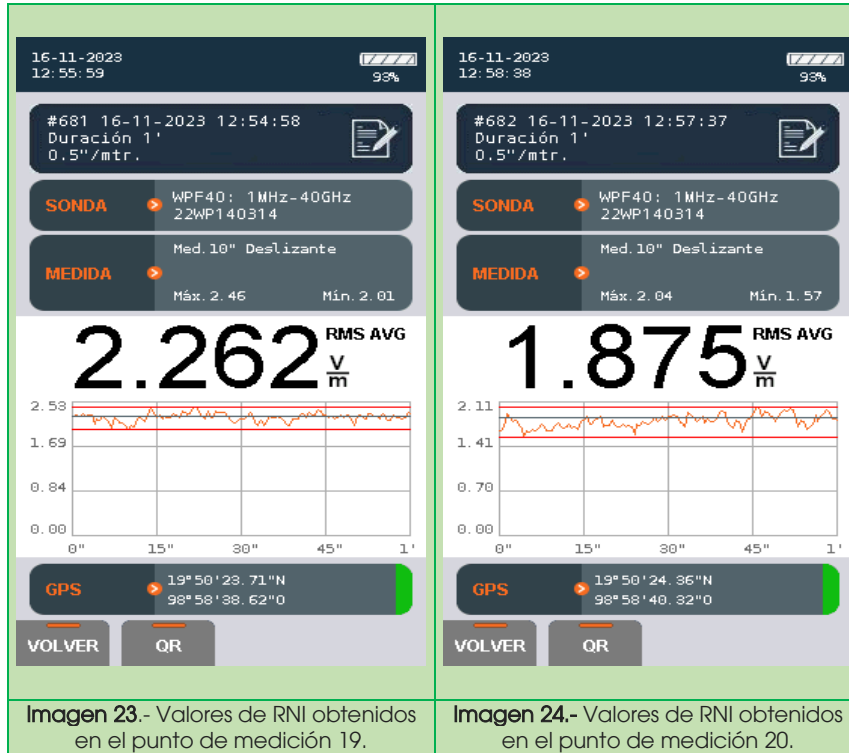 16-11-2023
12:55:59
93%
#681 16-11-2023 12:54:58
Duración 1'
0.5"/mtr.
SONDA
WPF40: 1MHz-40GHz
22WP140314
MEDIDA
Med.10" Deslizante
Máx.2.46 Mín.2.01
2.262 RMS AVG V/m
2.53
1.69
0.84
0.00
0" 15" 30" 45" 1'
GPS
19°50'23.71"N
98°58'38.62"O
VOLVER QR
Imagen 23.- Valores de RNI obtenidos
en el punto de medición 19.
16-11-2023
12:58:38
93%
#682 16-11-2023 12:57:37
Duración 1'
0.5"/mtr.
SONDA
WPF40: 1MHz-40GHz
22WP140314
MEDIDA
Med.10" Deslizante
Máx.2.04 Mín.1.57
1.875 RMS AVG V/m
2.11
1.41
0.70
0.00
0" 15" 30" 45" 1'
GPS
19°50'24.36"N
98°58'40.32"O
VOLVER QR
Imagen 24.- Valores de RNI obtenidos
en el punto de medición 20.